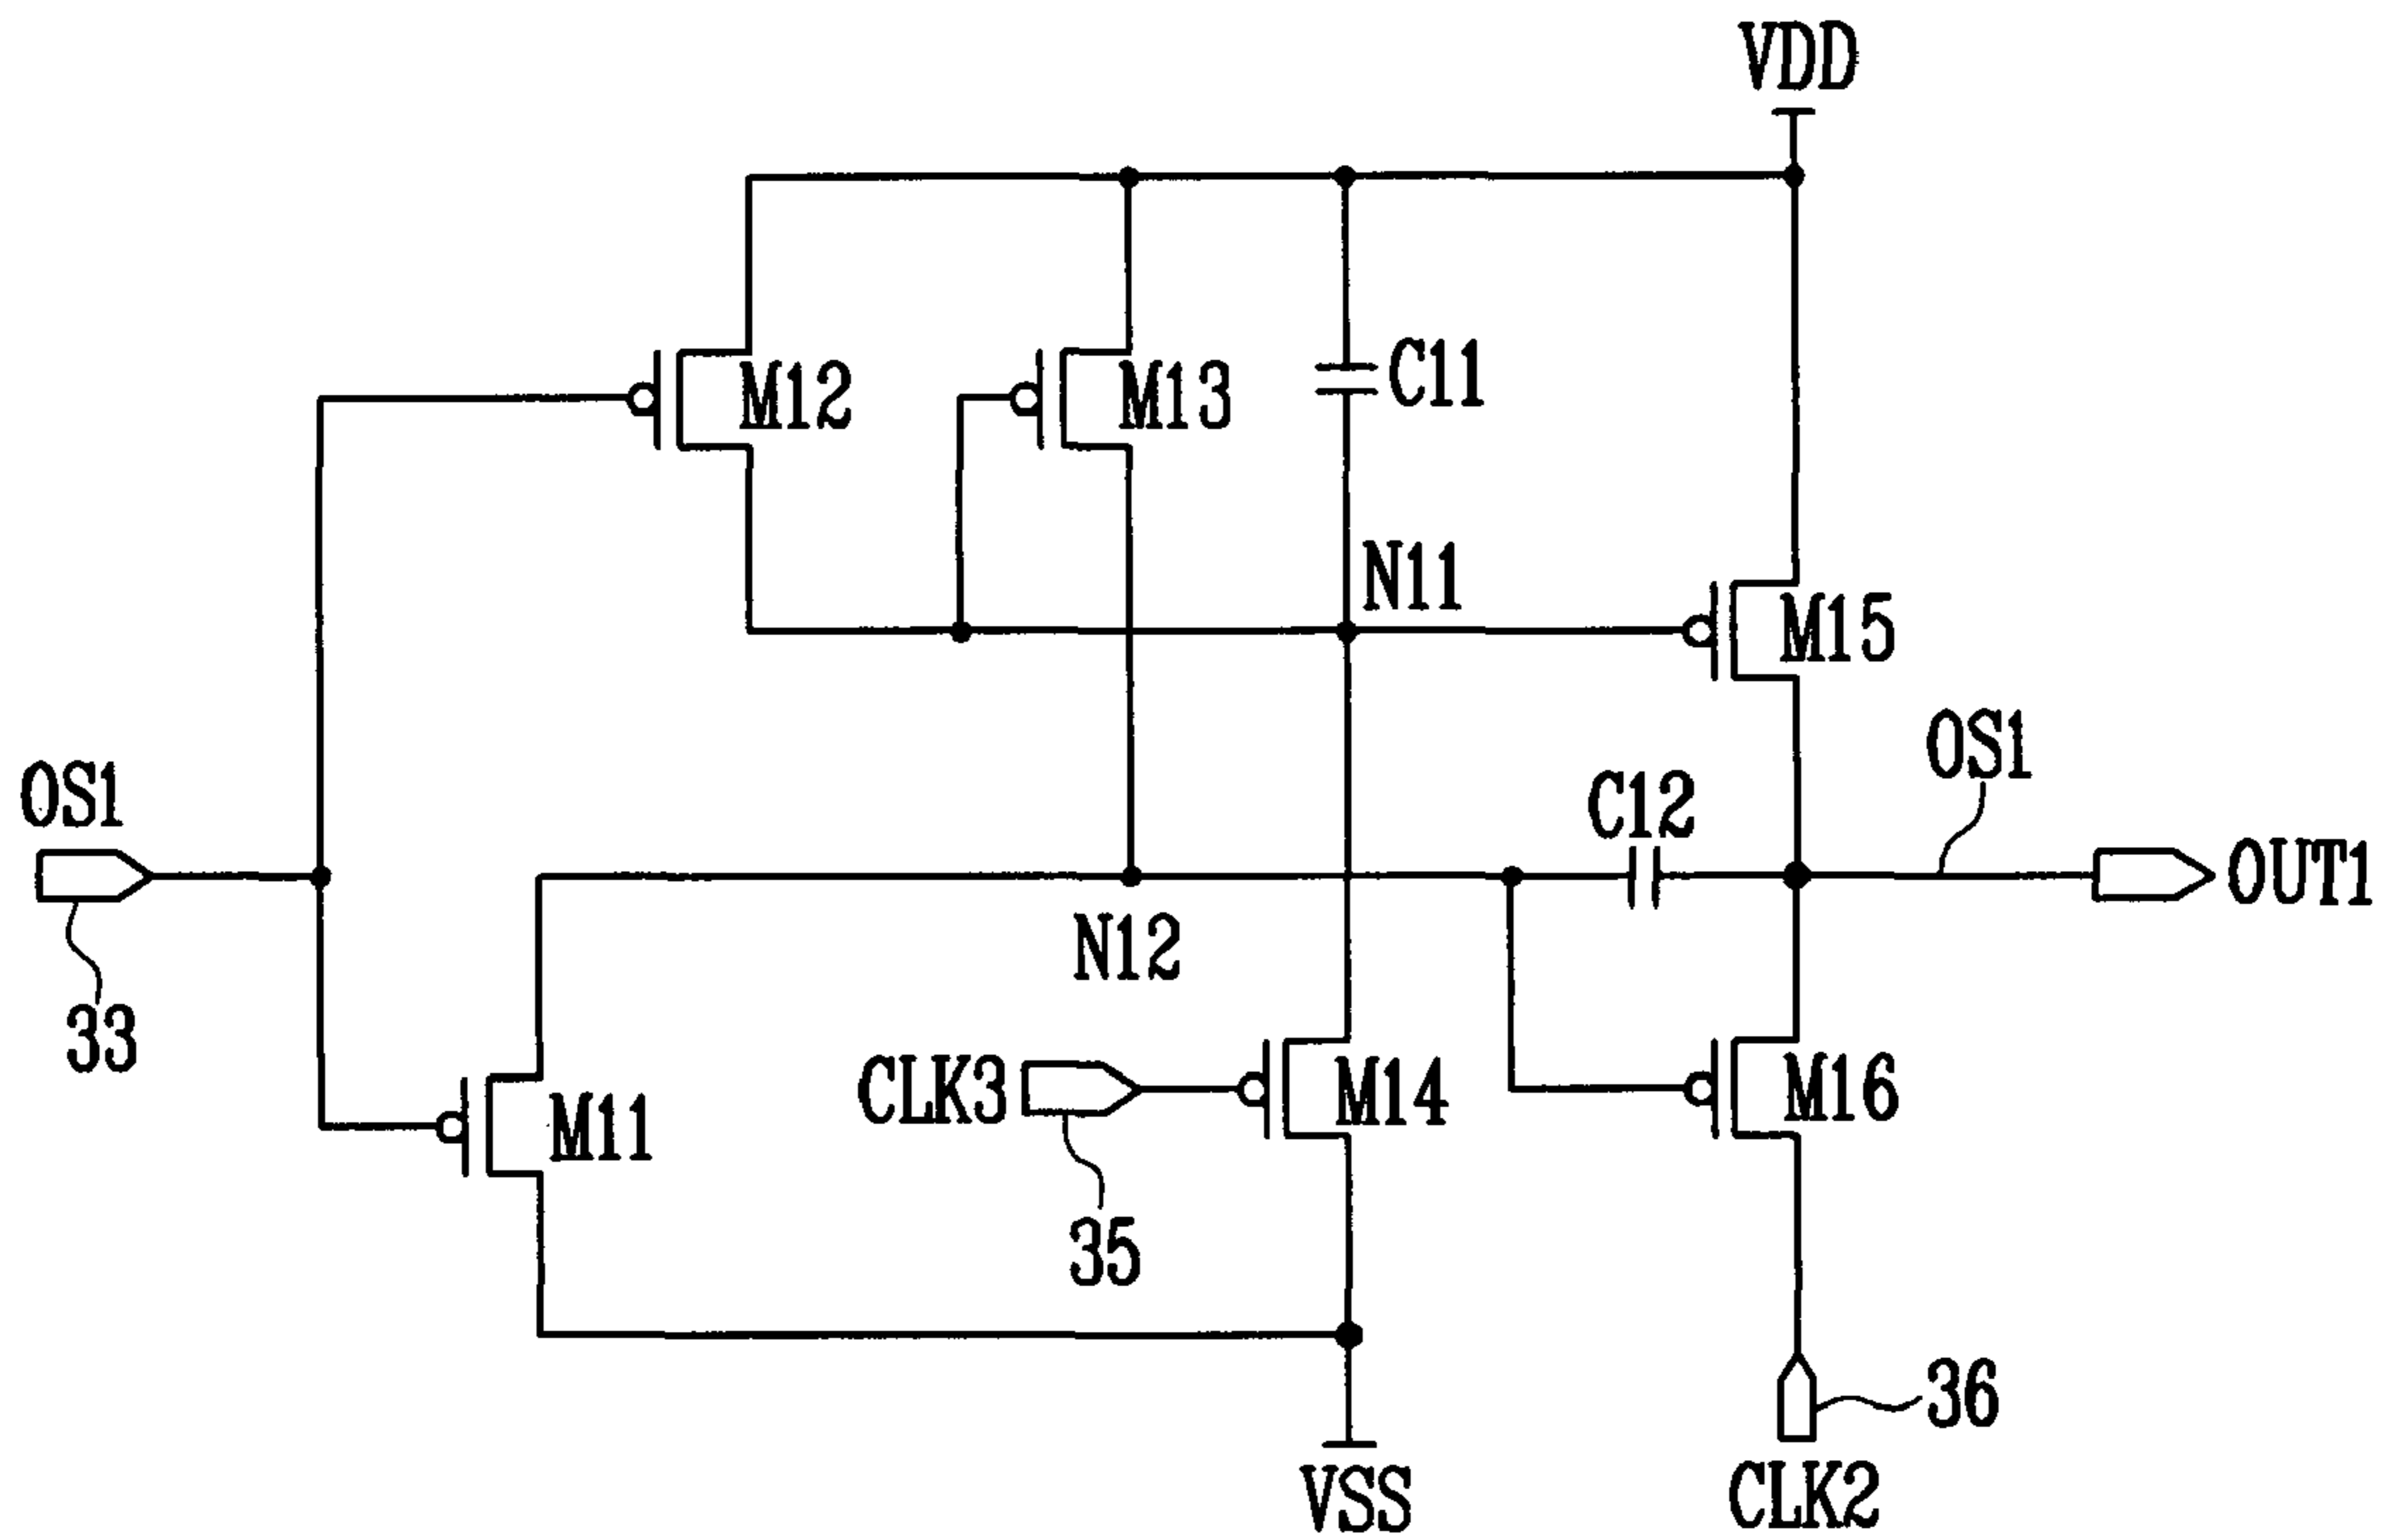 VDD
M12
M13
C11
N11
M15
OS1
OS1
C12
OUT1
N12
33
CLK3
M14
M16
M11
35
36
VSS
CLK2